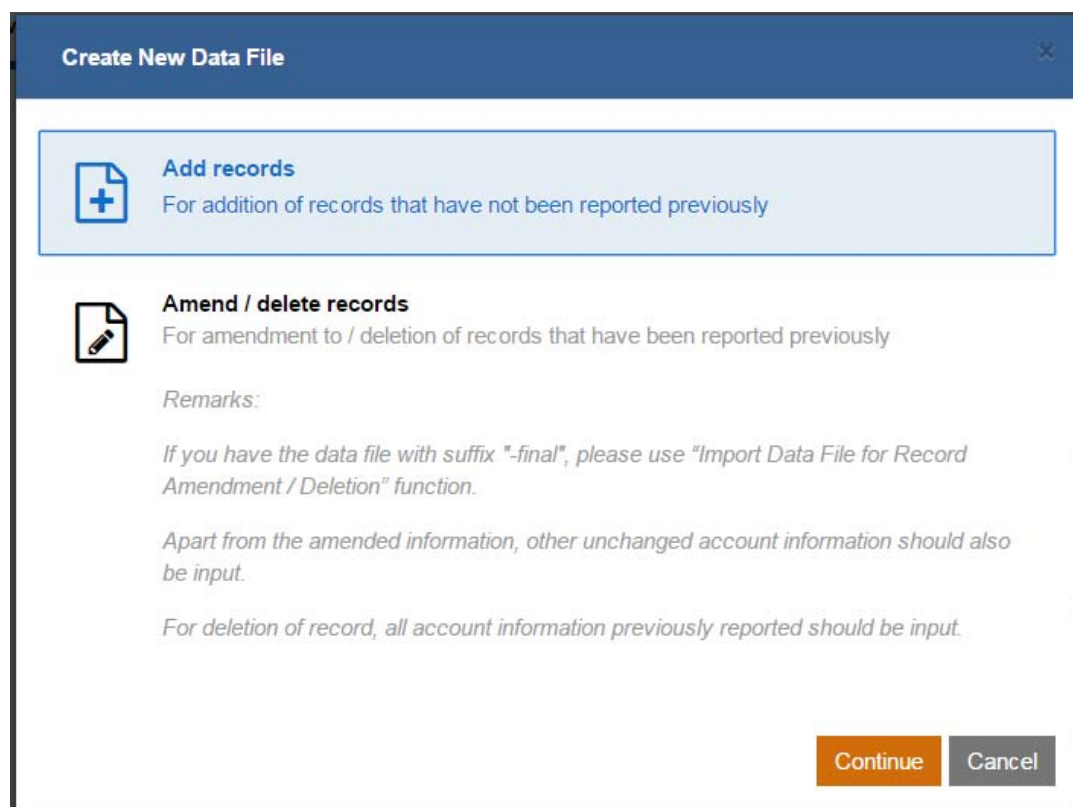 Create New Data File
Add records
For addition of records that have not been reported previously
Amend / delete records
For amendment to / deletion of records that have been reported previously
Remarks:
If you have the data file with suffix "-final", please use “Import Data File for Record
Amendment / Deletion” function.
Apart from the amended information, other unchanged account information should also
be input.
For deletion of record, all account information previously reported should be input.
Continue
Cancel